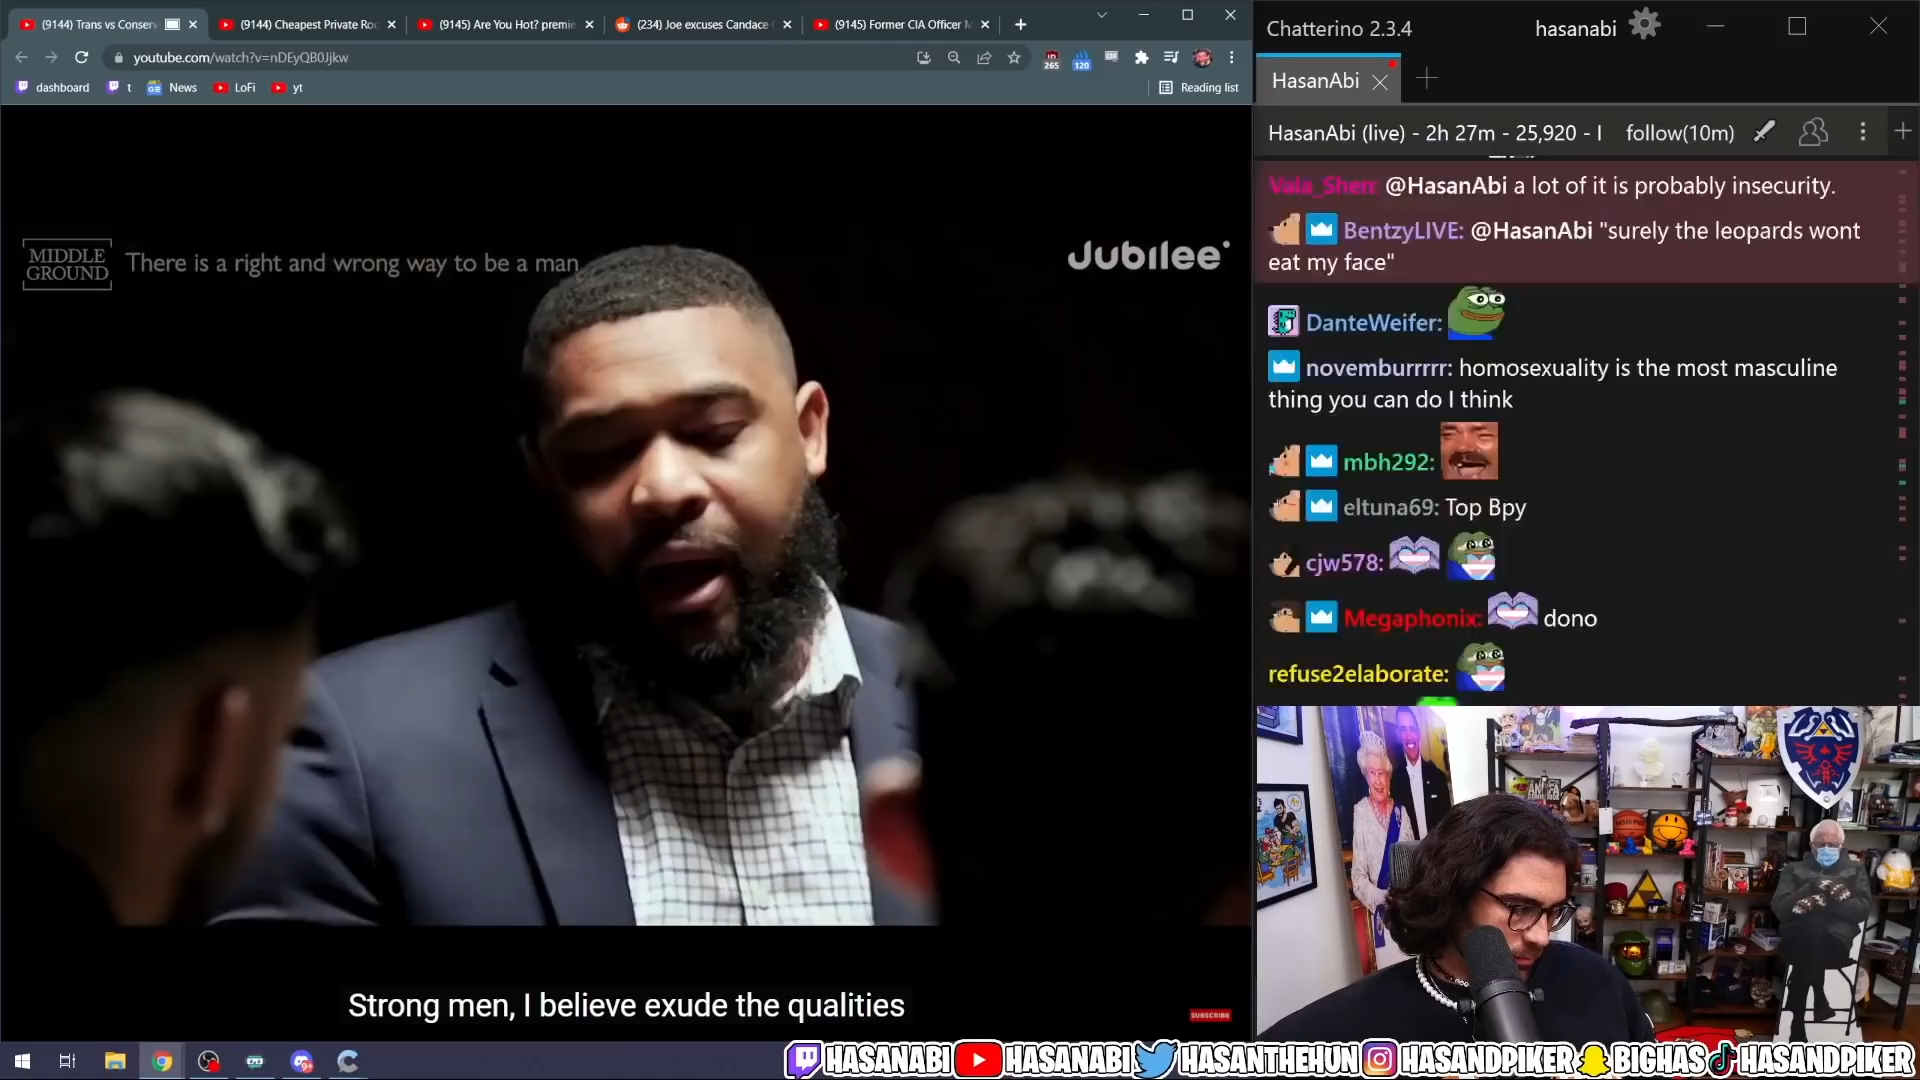 (9144) Trans vs Conserv
(9144) Cheapest Private Roo
(9145) Are You Hot? premie
(234) Joe excuses Candace
(9145) Former CIA Officer
youtube.com/watch?v=nDEyQB0Jjkw
265
120
dashboard
t
News
LoFi
yt
Reading list
MIDDLE
GROUND
There is a right and wrong way to be a man
Jubilee
Strong men, I believe exude the qualities
SUBSCRIBE
Chatterino 2.3.4
hasanabi
HasanAbi
HasanAbi (live) - 2h 27m - 25,920 - I
follow(10m)
Vala_Shen: @HasanAbi a lot of it is probably insecurity.
BentzyLIVE: @HasanAbi "surely the leopards wont
eat my face"
DanteWeifer:
novemburrrrr: homosexuality is the most masculine
thing you can do I think
mbh292:
eltuna69: Top Bpy
cjw578:
Megaphonix: dono
refuse2elaborate:
HASANABI HASANABI HASANTHEHUN HASANDPIKER BIGHAS HASANDPIKER